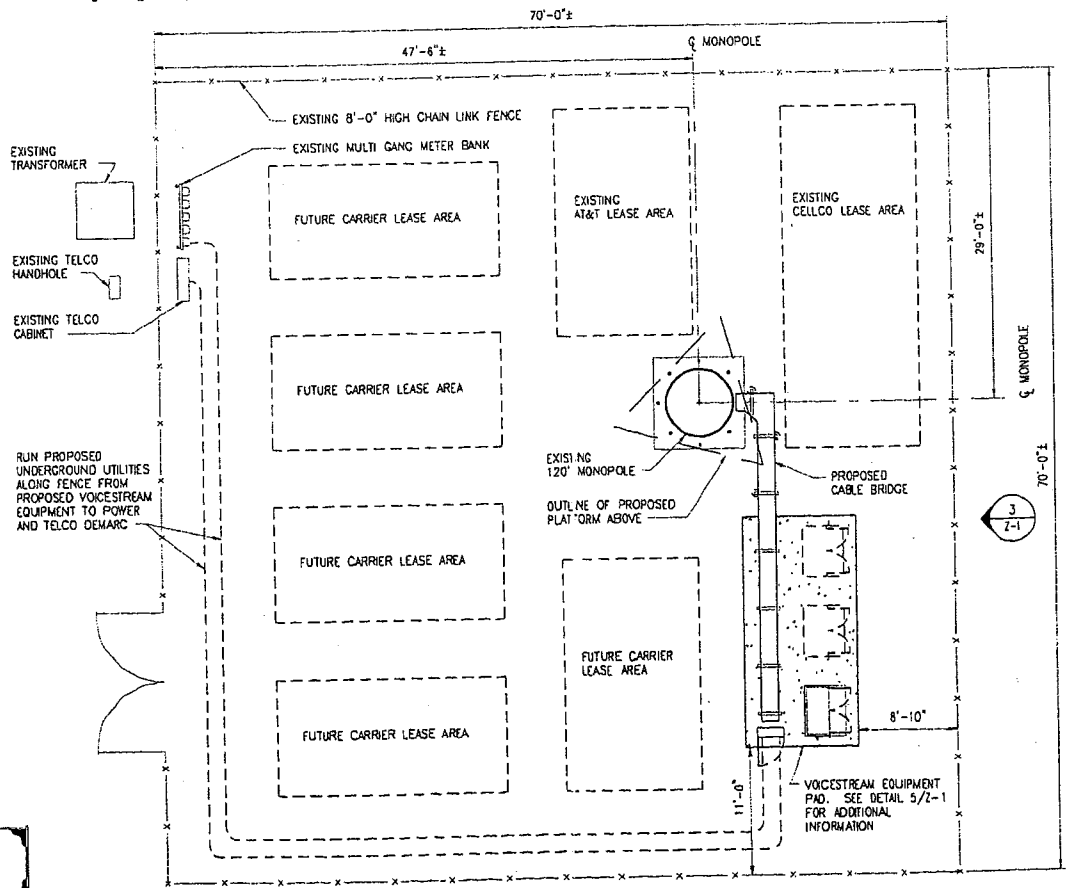 70'-0"±
47'-6"±
℄ MONOPOLE
EXISTING 8'-0" HIGH CHAIN LINK FENCE
EXISTING MULTI GANG METER BANK
EXISTING
TRANSFORMER
FUTURE CARRIER LEASE AREA
EXISTING
AT&T LEASE AREA
EXISTING
CELLCO LEASE AREA
29'-0"±
EXISTING TELCO
HANDHOLE
EXISTING TELCO
CABINET
℄ MONOPOLE
70'-0"±
FUTURE CARRIER LEASE AREA
RUN PROPOSED
UNDERGROUND UTILITIES
ALONG FENCE FROM
PROPOSED VOICESTREAM
EQUIPMENT TO POWER
AND TELCO DEMARC
EXISTING
120' MONOPOLE
OUTLINE OF PROPOSED
PLATFORM ABOVE
PROPOSED
CABLE BRIDGE
3
Z-1
FUTURE CARRIER LEASE AREA
FUTURE CARRIER
LEASE AREA
8'-10"
FUTURE CARRIER LEASE AREA
11'-0"
VOICESTREAM EQUIPMENT
PAD. SEE DETAIL 5/Z-1
FOR ADDITIONAL
INFORMATION